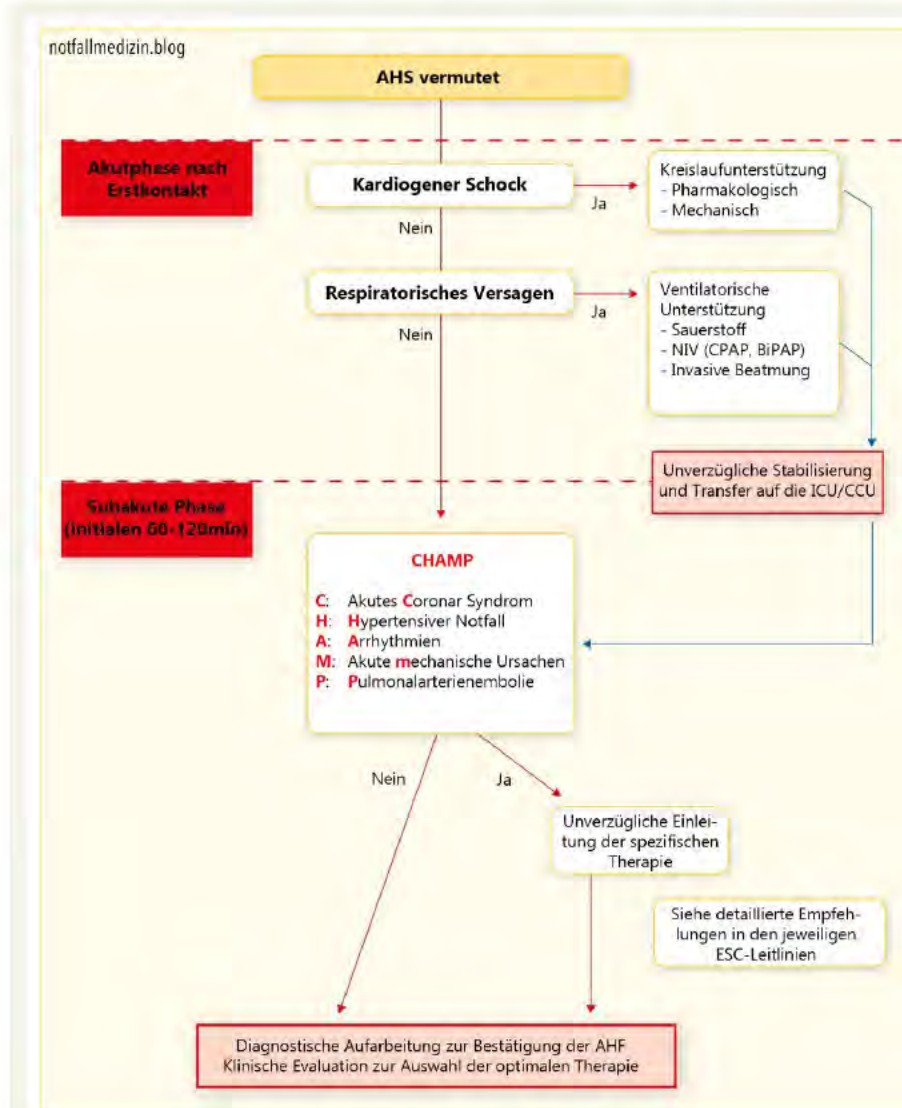 notfallmedizin.blog
AHS vermutet
Akutphase nach
Erstkontakt
Kardiogener Schock
Ja
Nein
Kreislaufunterstützung
- Pharmakologisch
- Mechanisch
Respiratorisches Versagen
Ja
Nein
Ventilatorische
Unterstützung
- Sauerstoff
- NIV (CPAP, BiPAP)
- Invasive Beatmung
Unverzügliche Stabilisierung
und Transfer auf die ICU/CCU
Subakute Phase
(initialen 60-120min)
CHAMP
C: Akutes Coronar Syndrom
H: Hypertensiver Notfall
A: Arrhythmien
M: Akute mechanische Ursachen
P: Pulmonalarterienembolie
Nein
Ja
Unverzügliche Einlei-
tung der spezifischen
Therapie
Siehe detaillierte Empfeh-
lungen in den jeweiligen
ESC-Leitlinien
Diagnostische Aufarbeitung zur Bestätigung der AHF
Klinische Evaluation zur Auswahl der optimalen Therapie